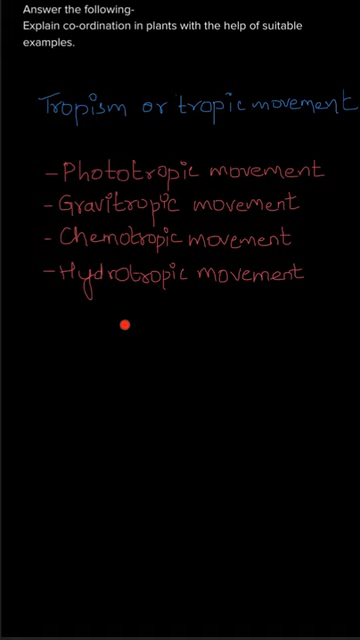 Answer the following-
Explain co-ordination in plants with the help of suitable
examples.
Tropism or tropic movement
- Phototropic movement
- Gravitropic movement
- Chemotropic movement
- Hydrotropic movement